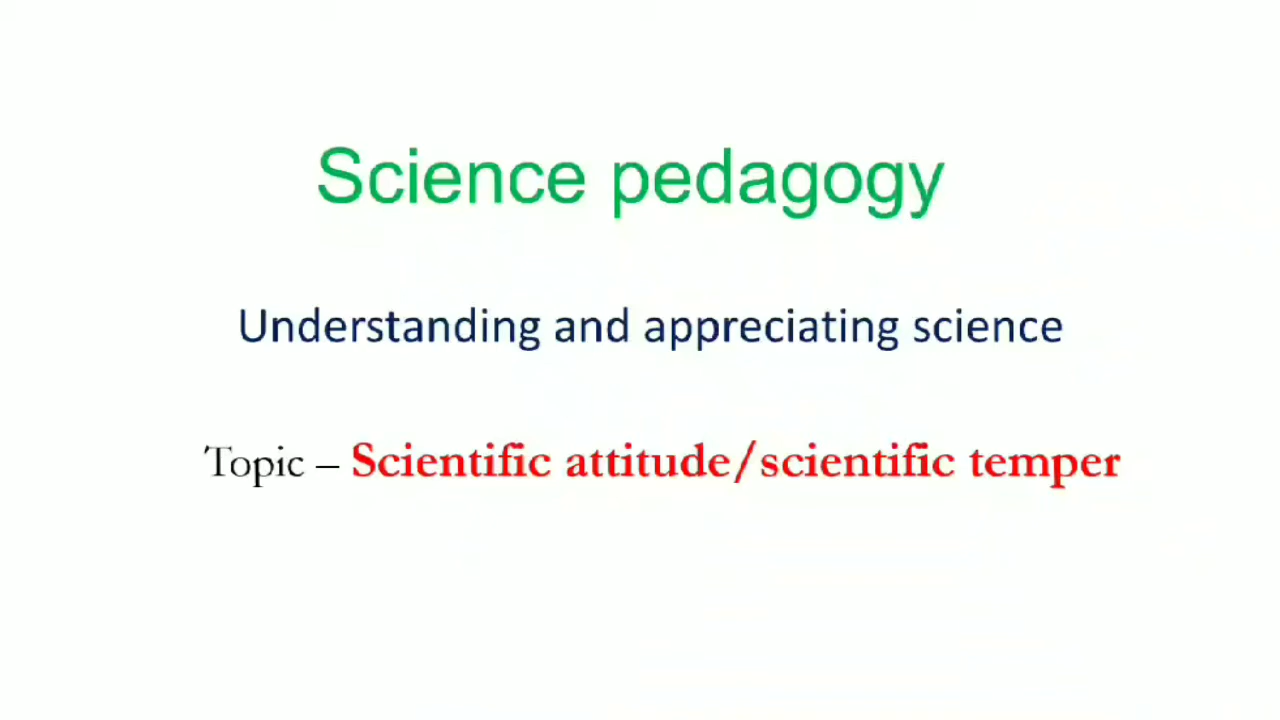 Science pedagogy
Understanding and appreciating science
Topic – Scientific attitude/scientific temper